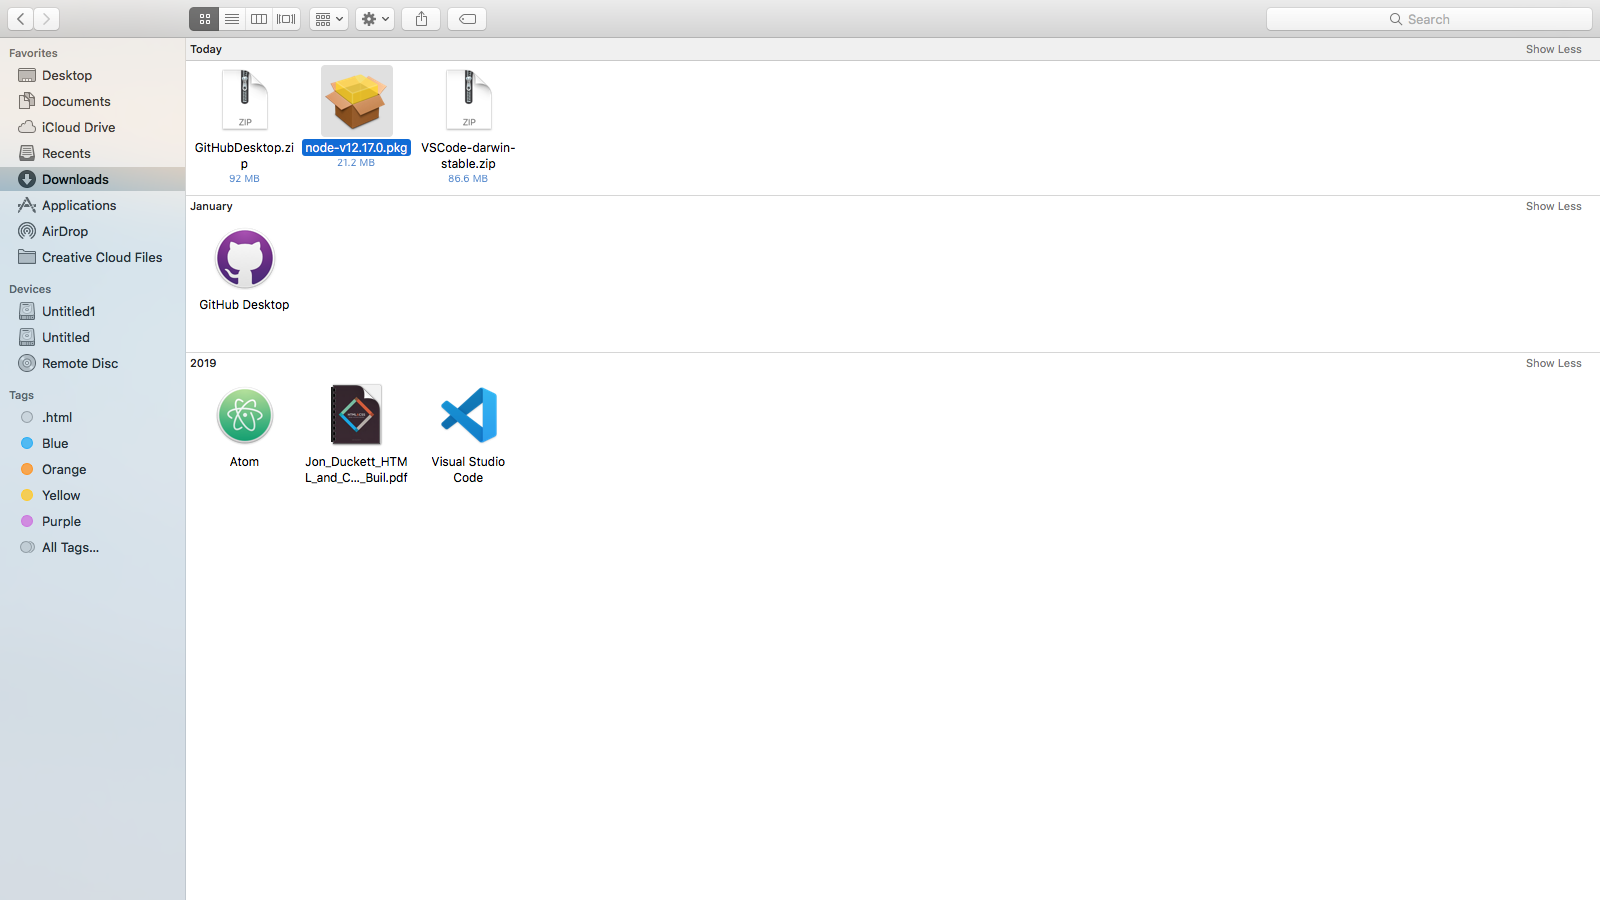 Search
Favorites
Desktop
Documents
iCloud Drive
Recents
Downloads
Applications
AirDrop
Creative Cloud Files
Devices
Untitled1
Untitled
Remote Disc
Tags
.html
Blue
Orange
Yellow
Purple
All Tags...
Today
Show Less
ZIP
GitHubDesktop.zi
p
92 MB
node-v12.17.0.pkg
21.2 MB
ZIP
VSCode-darwin-
stable.zip
86.6 MB
January
Show Less
GitHub Desktop
2019
Show Less
Atom
Jon_Duckett_HTM
L_and_C..._Buil.pdf
Visual Studio
Code